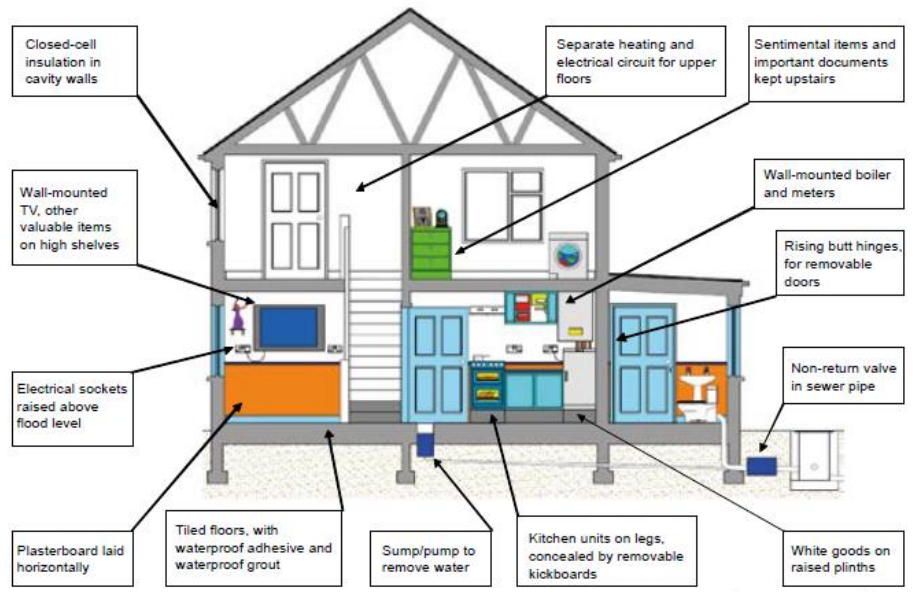 Closed-cell
insulation in
cavity walls
Separate heating and
electrical circuit for upper
floors
Sentimental items and
important documents
kept upstairs
Wall-mounted
TV, other
valuable items
on high shelves
Wall-mounted boiler
and meters
Rising butt hinges,
for removable
doors
Electrical sockets
raised above
flood level
Non-return valve
in sewer pipe
Plasterboard laid
horizontally
Tiled floors, with
waterproof adhesive and
waterproof grout
Sump/pump to
remove water
Kitchen units on legs,
concealed by removable
kickboards
White goods on
raised plinths